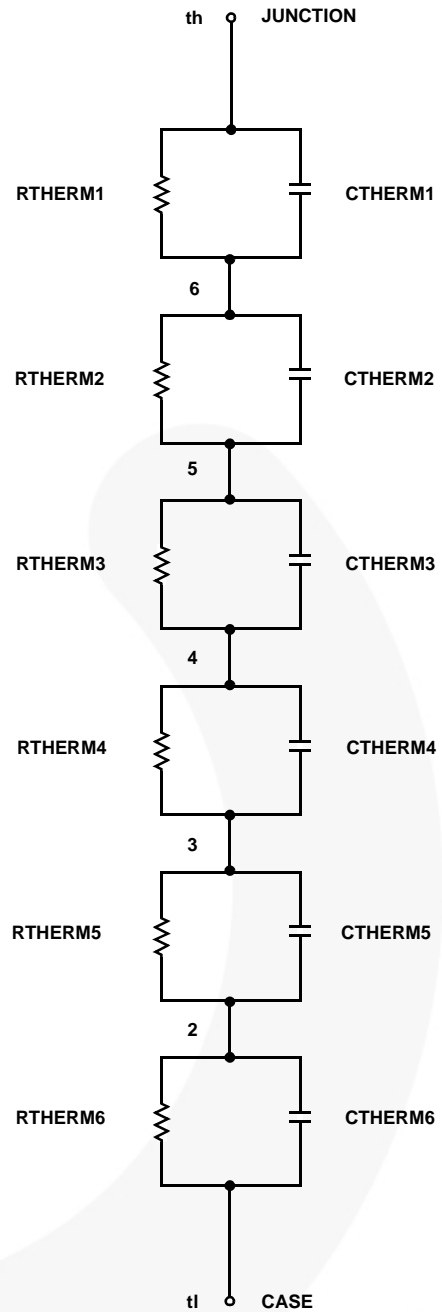 th JUNCTION
RTHERM1 CTHERM1
6
RTHERM2 CTHERM2
5
RTHERM3 CTHERM3
4
RTHERM4 CTHERM4
3
RTHERM5 CTHERM5
2
RTHERM6 CTHERM6
tl CASE